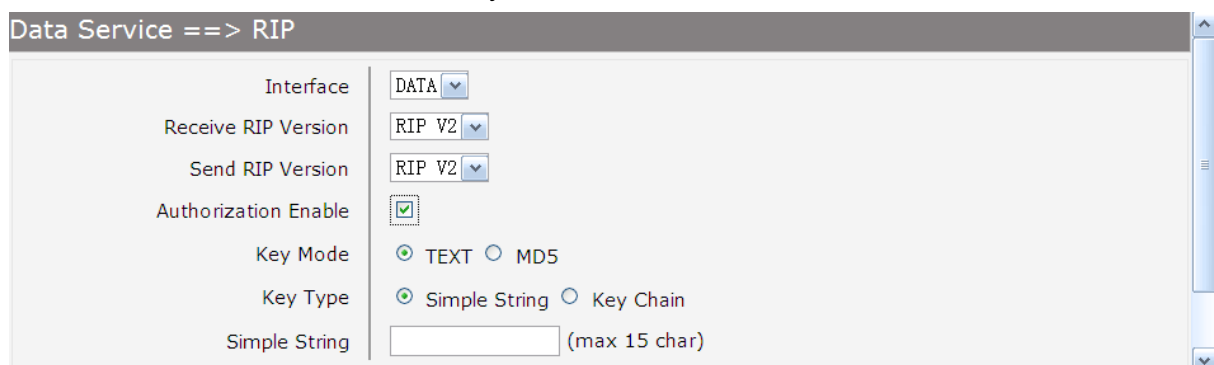 Data Service ==> RIP
Interface DATA
Receive RIP Version RIP V2
Send RIP Version RIP V2
Authorization Enable
Key Mode TEXT MD5
Key Type Simple String Key Chain
Simple String (max 15 char)